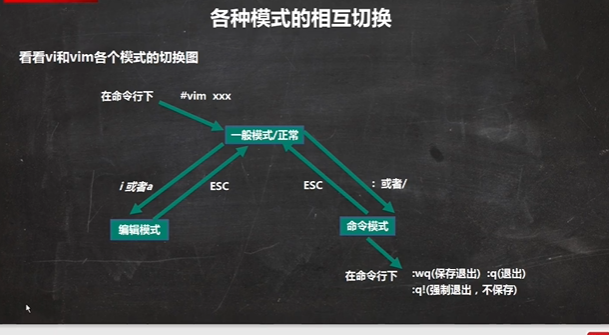 各种模式的相互切换
看看vi和vim各个模式的切换图
在命令行下 #vim xxx
一般模式/正常
i 或者a ESC ESC : 或者/
编辑模式 命令模式
在命令行下 :wq(保存退出) :q(退出)
:q!(强制退出，不保存)